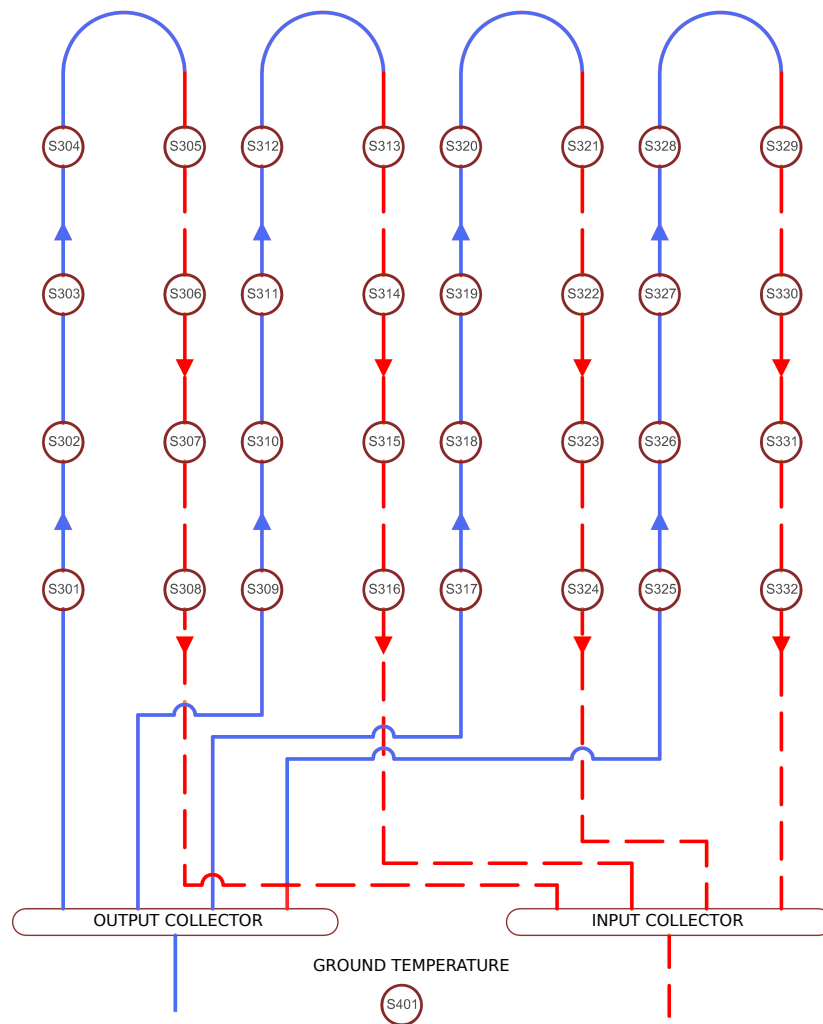 S304 S305 S312 S313 S320 S321 S328 S329
S303 S306 S311 S314 S319 S322 S327 S330
S302 S307 S310 S315 S318 S323 S326 S331
S301 S308 S309 S316 S317 S324 S325 S332
OUTPUT COLLECTOR INPUT COLLECTOR
GROUND TEMPERATURE
S401